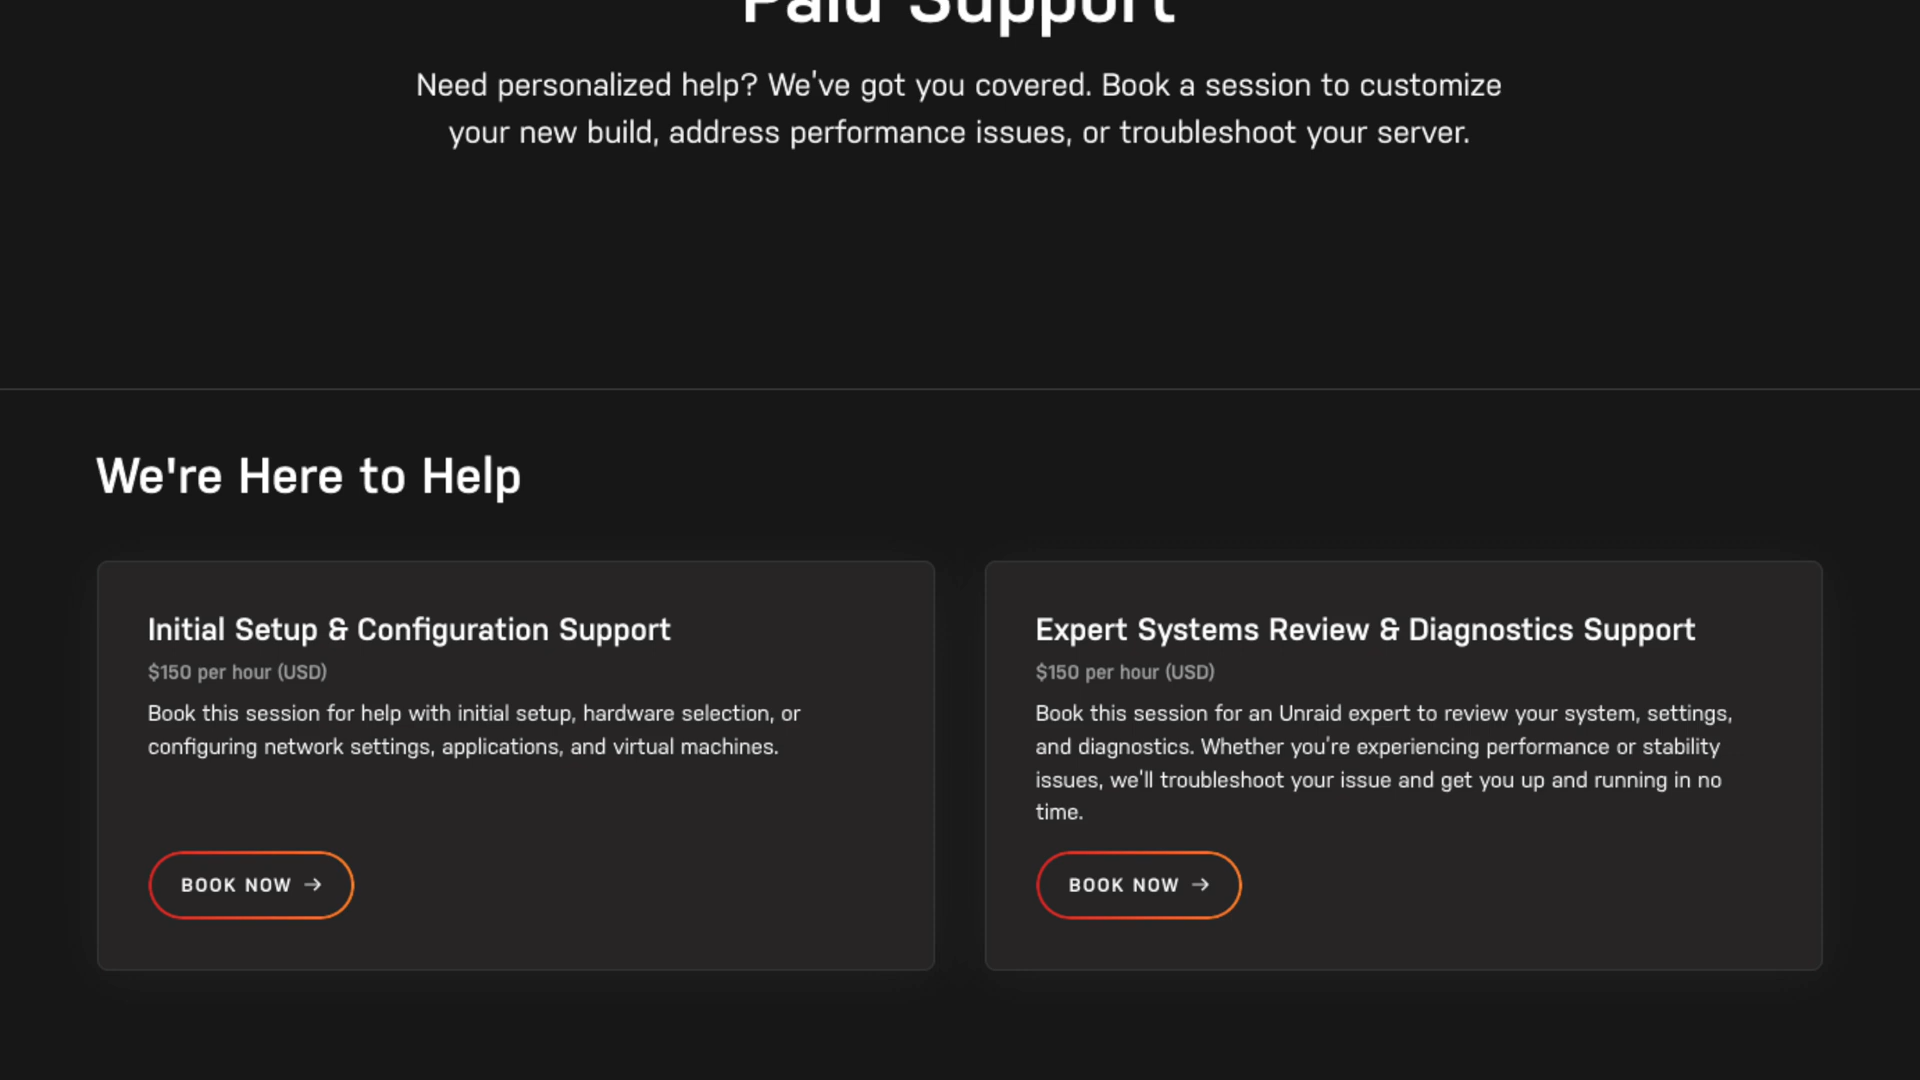 Paid Support
Need personalized help? We've got you covered. Book a session to customize
your new build, address performance issues, or troubleshoot your server.
We're Here to Help
Initial Setup & Configuration Support
$150 per hour (USD)
Book this session for help with initial setup, hardware selection, or
configuring network settings, applications, and virtual machines.
BOOK NOW →
Expert Systems Review & Diagnostics Support
$150 per hour (USD)
Book this session for an Unraid expert to review your system, settings,
and diagnostics. Whether you're experiencing performance or stability
issues, we'll troubleshoot your issue and get you up and running in no
time.
BOOK NOW →